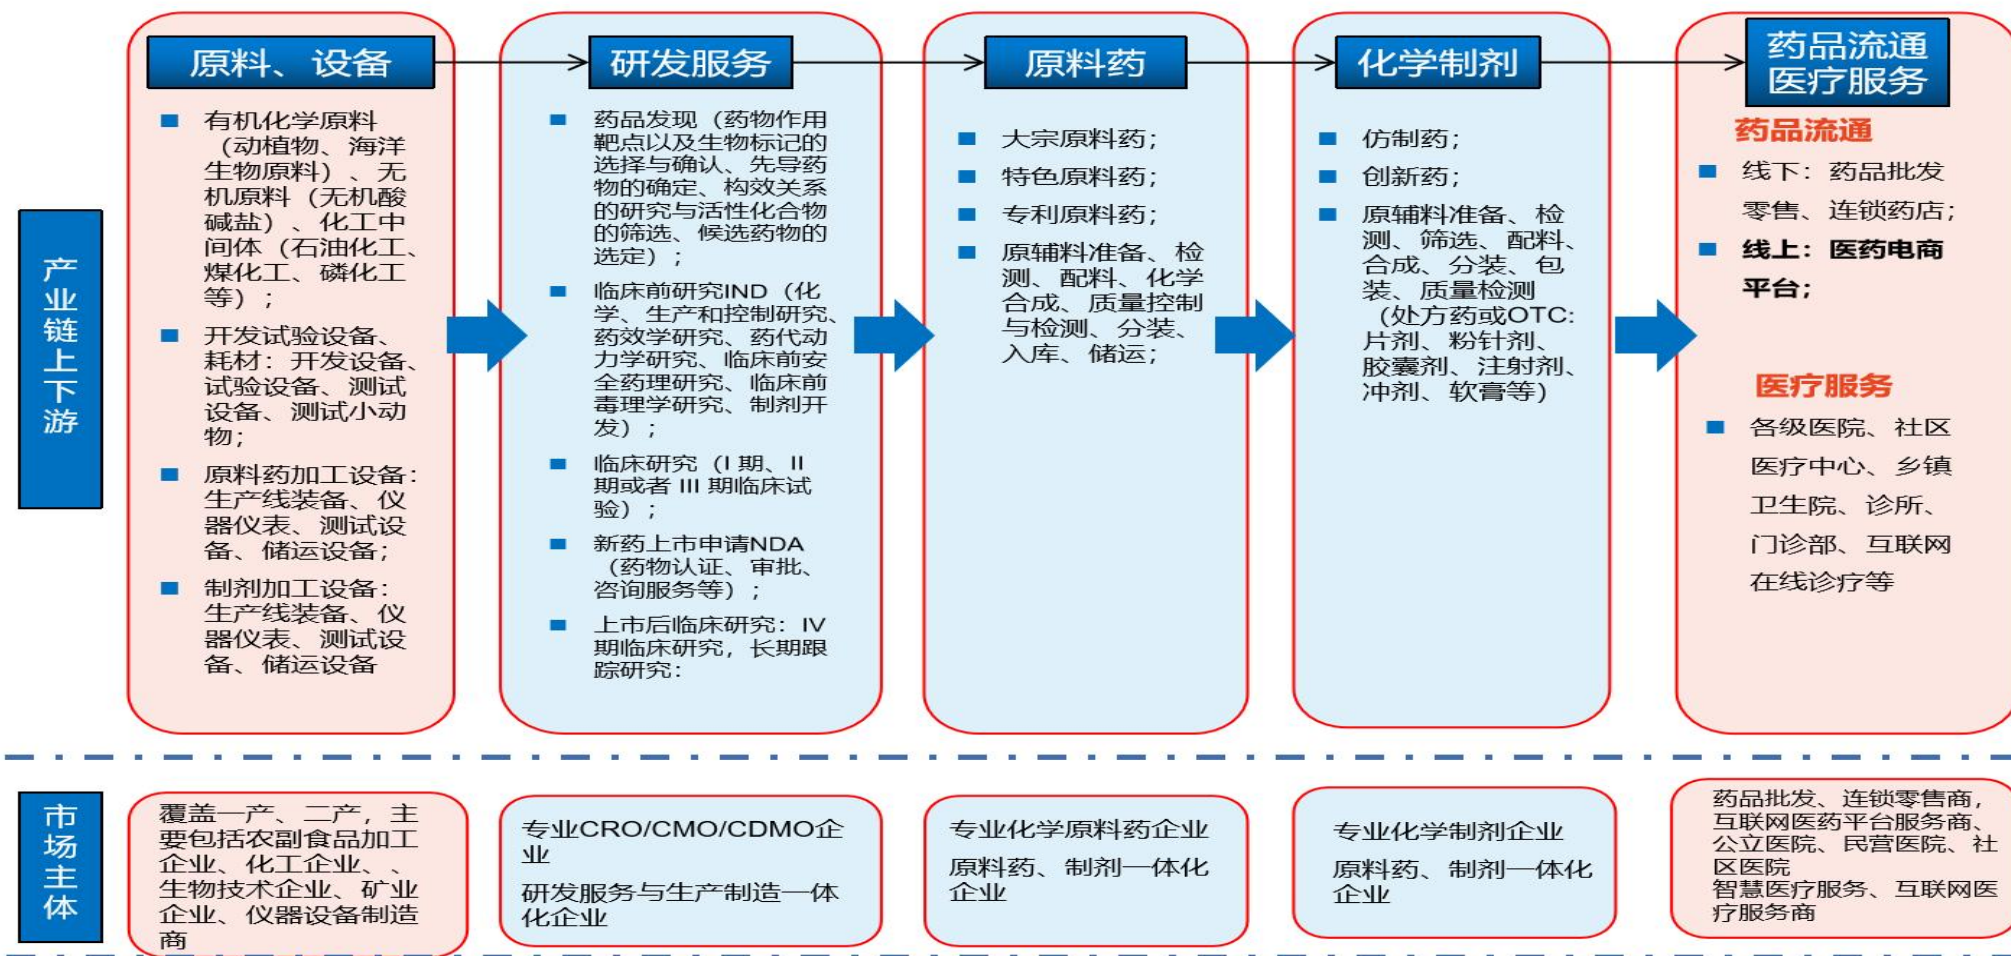 产业链上下游
原料、设备
有机化学原料
（动植物、海洋
生物原料）、无
机原料（无机酸
碱盐）、化工中
间体（石油化工、
煤化工、磷化工
等）；
开发试验设备、
耗材：开发设备、
试验设备、测试
设备、测试小动
物；
原料药加工设备：
生产线装备、仪
器仪表、测试设
备、储运设备；
制剂加工设备：
生产线装备、仪
器仪表、测试设
备、储运设备
研发服务
药品发现（药物作用
靶点以及生物标记的
选择与确认、先导药
物的确定、构效关系
的研究与活性化合物
的筛选、候选药物的
选定）；
临床前研究IND（化
学、生产和控制研究、
药效学研究、药代动
力学研究、临床前安
全药理研究、临床前
毒理学研究、制剂开
发）；
临床研究（I 期、II
期或者 III 期临床试
验）；
新药上市申请NDA
（药物认证、审批、
咨询服务等）；
上市后临床研究：IV
期临床研究，长期跟
踪研究：
原料药
大宗原料药；
特色原料药；
专利原料药；
原辅料准备、检
测、配料、化学
合成、质量控制
与检测、分装、
入库、储运；
化学制剂
仿制药；
创新药；
原辅料准备、检
测、筛选、配料、
合成、分装、包
装、质量检测
（处方药或OTC：
片剂、粉针剂、
胶囊剂、注射剂、
冲剂、软膏等）
药品流通
医疗服务
药品流通
线下：药品批发
零售、连锁药店；
线上：医药电商
平台；
医疗服务
各级医院、社区
医疗中心、乡镇
卫生院、诊所、
门诊部、互联网
在线诊疗等
市场主体
覆盖一产、二产，主
要包括农副食品加工
企业、化工企业、、
生物技术企业、矿业
企业、仪器设备制造
商
专业CRO/CMO/CDMO企
业
研发服务与生产制造一体
化企业
专业化学原料药企业
原料药、制剂一体化
企业
专业化学制剂企业
原料药、制剂一体化
企业
药品批发、连锁零售商，
互联网医药平台服务商、
公立医院、民营医院、社
区医院
智慧医疗服务、互联网医
疗服务商